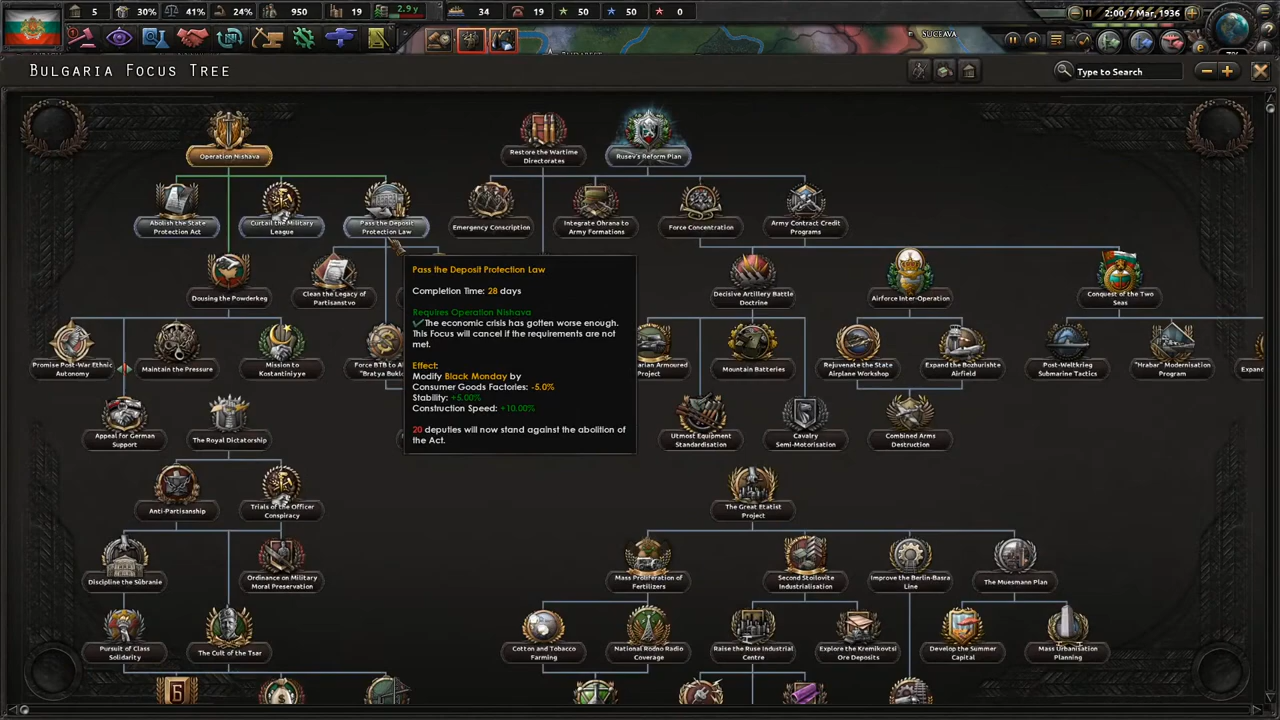 5 30% 41% 24% 950 19 2.9 y 34 19 50 50 0 2:00, 7 Mar, 1936
SUCEAVA
Bulgaria Focus Tree
Type to Search
Operation Nishava
Restore the Wartime
Directorates
Rusev's Reform Plan
Abolish the State
Protection Act
Curtail the Military
League
Pass the Deposit
Protection Law
Emergency Conscription
Integrate Ohrana to
Army Formations
Force Concentration
Army Contract Credit
Programs
Pass the Deposit Protection Law
Completion Time: 28 days
Requires Operation Nishava
The economic crisis has gotten worse enough.
This Focus will cancel if the requirements are not
met.
Effect:
Modify Black Monday by
Consumer Goods Factories: -5.0%
Stability: +5.00%
Construction Speed: +10.00%
20 deputies will now stand against the abolition of
the Act.
Dousing the Powderkeg
Clean the Legacy of
Partisanstvo
Decisive Artillery Battle
Doctrine
Airforce Inter-Operation
Conquest of the Two
Seas
Promise Post-War Ethnic
Autonomy
Maintain the Pressure
Mission to
Kostantiniyye
Force BTB to Al
"Bratya Bukl
arian Armoured
Project
Mountain Batteries
Rejuvenate the State
Airplane Workshop
Expand the Bozhurishte
Airfield
Post-Weltkrieg
Submarine Tactics
"Hrabar" Modernisation
Program
Appeal for German
Support
The Royal Dictatorship
Utmost Equipment
Standardisation
Cavalry
Semi-Motorisation
Combined Arms
Destruction
Anti-Partisanship
Trials of the Officer
Conspiracy
The Great Etatist
Project
Discipline the Sŭbranie
Ordinance on Military
Moral Preservation
Mass Proliferation of
Fertilizers
Second Stoilovite
Industrialisation
Improve the Berlin-Basra
Line
The Muesmann Plan
Pursuit of Class
Solidarity
The Cult of the Tsar
Cotton and Tobacco
Farming
National Rodno Radio
Coverage
Raise the Ruse Industrial
Centre
Explore the Kremikovtsi
Ore Deposits
Develop the Summer
Capital
Mass Urbanisation
Planning